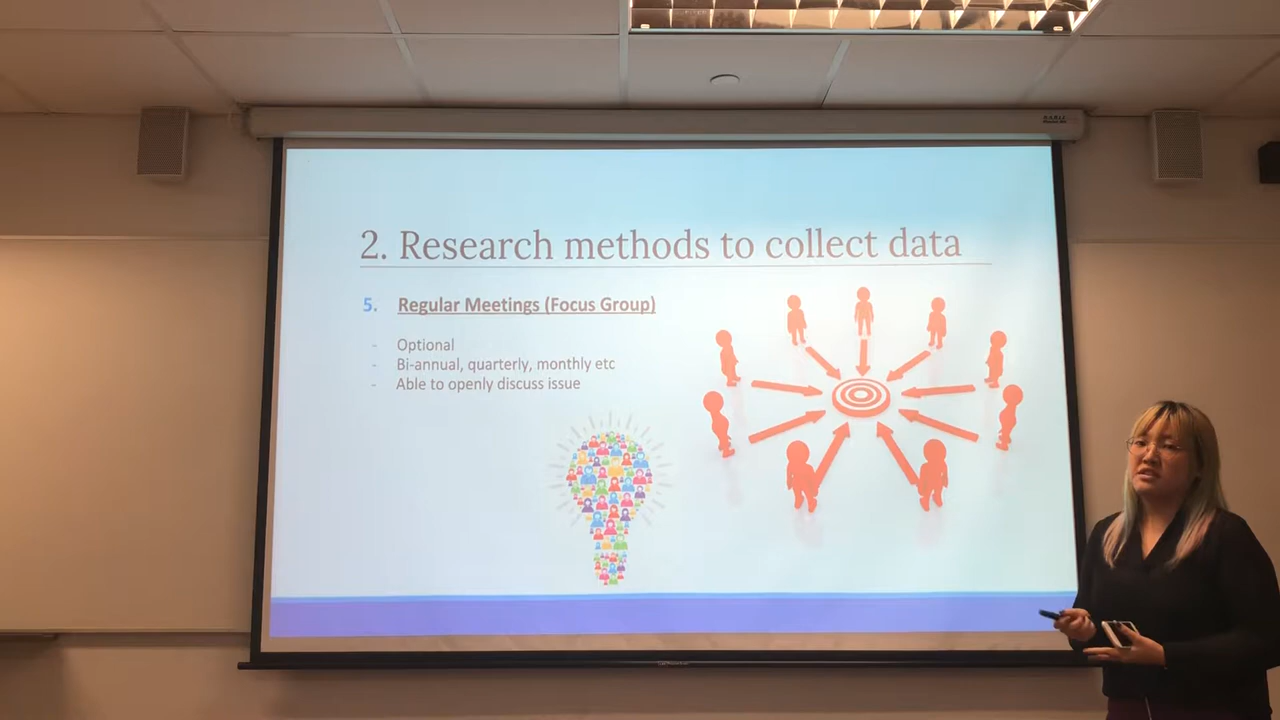 2. Research methods to collect data
5. Regular Meetings (Focus Group)
- Optional
- Bi-annual, quarterly, monthly etc
- Able to openly discuss issue